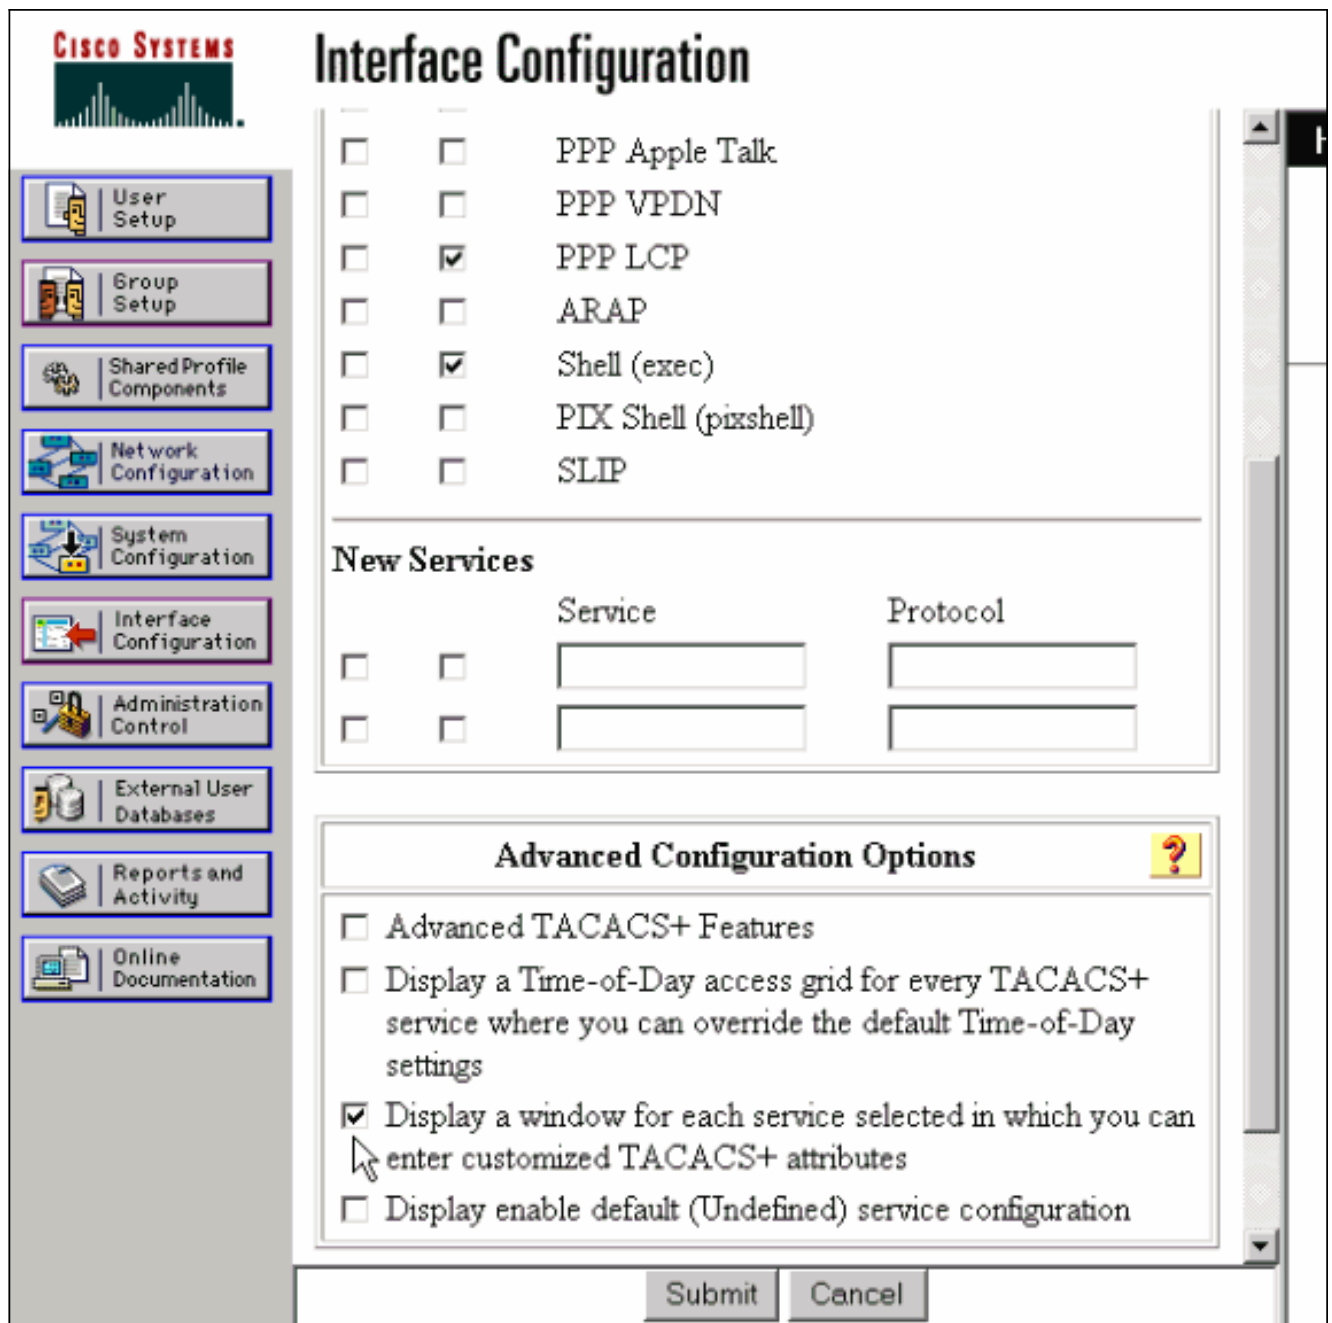 CISCO SYSTEMS
Interface Configuration
User
Setup
Group
Setup
Shared Profile
Components
Network
Configuration
System
Configuration
Interface
Configuration
Administration
Control
External User
Databases
Reports and
Activity
Online
Documentation
PPP Apple Talk
PPP VPDN
PPP LCP
ARAP
Shell (exec)
PIX Shell (pixshell)
SLIP
New Services
Service Protocol
Advanced Configuration Options ?
Advanced TACACS+ Features
Display a Time-of-Day access grid for every TACACS+
service where you can override the default Time-of-Day
settings
Display a window for each service selected in which you can
enter customized TACACS+ attributes
Display enable default (Undefined) service configuration
Submit Cancel